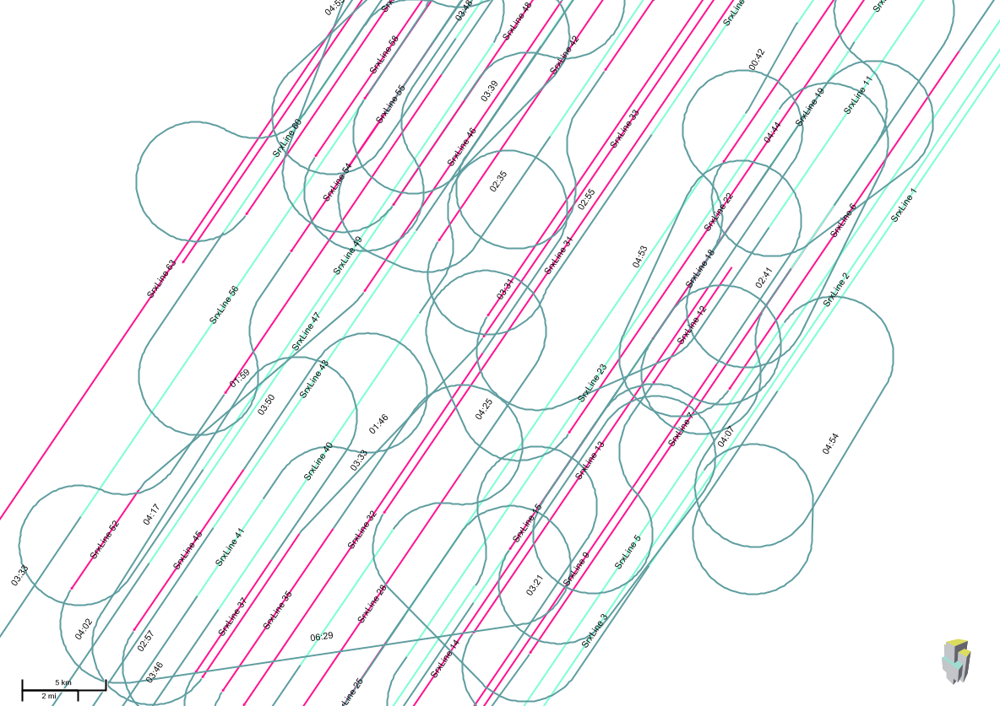 04:5
SrxLine 48
03:48
SrxLine
SrxLine 58
SrxLine 42
00:42
03:39
SrxLine 55
SrxLine 11
SrxLine 19
SrxLine 33
04:44
SrxLine 60
SrxLine 46
SrxLine 54
02:35
02:55
SrxLine 1
SrxLine 22
SrxLine 6
SrxLine 49
SrxLine 31
04:53
SrxLine 18
SrxLine 63
02:41
03:31
SrxLine 2
SrxLine 56
SrxLine 47
SrxLine 12
01:59
SrxLine 43
SrxLine 23
03:50
04:25
01:46
SrxLine 7
04:07
04:54
03:33
SrxLine 40
SrxLine 13
04:17
SrxLine 15
SrxLine 32
SrxLine 52
SrxLine 45
SrxLine 41
SrxLine 5
03:33
SrxLine 9
03:21
SrxLine 28
SrxLine 37
SrxLine 35
04:02
SrxLine 3
02:57
06:29
SrxLine 14
03:46
5 km
2 mi
Line 25